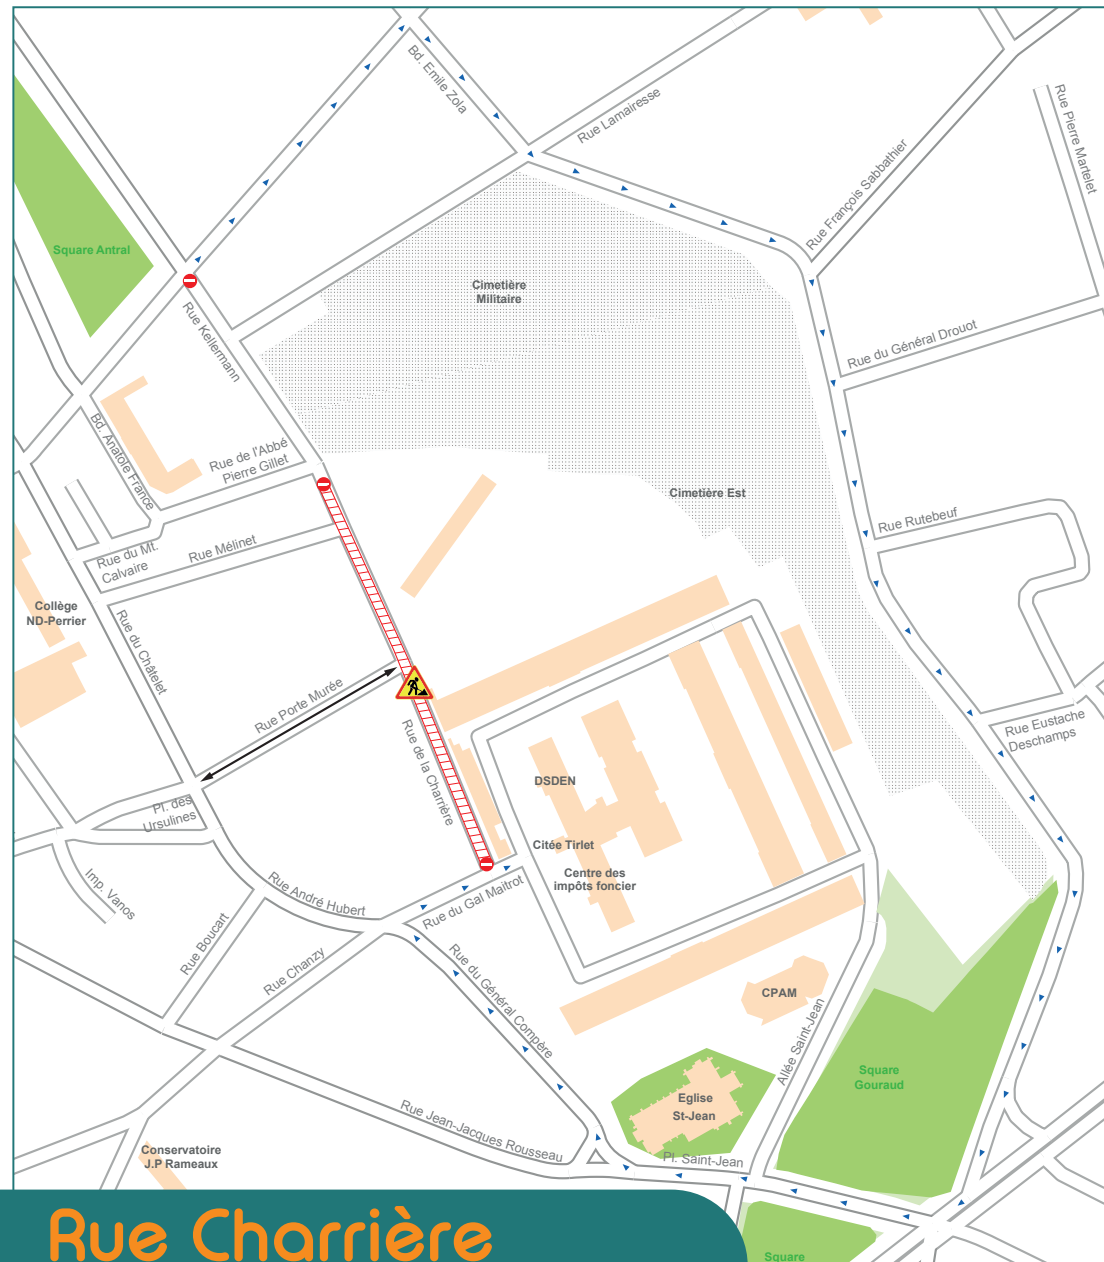 Bd. Emile Zola
Rue Lamairesse
Rue Pierre Martelet
Rue François Sabbathier
Square Antral
Cimetière
Militaire
Rue Kellermann
Rue du Général Drouot
Bd. Anatole France
Rue de l'Abbé
Pierre Gillet
Cimetière Est
Rue Rutebeuf
Rue du Mt.
Calvaire
Rue Mélinet
Collège
ND-Perrier
Rue du Châtelet
Rue Porte Murée
Rue de la Charrière
Rue Eustache
Deschamps
DSDEN
Pl. des
Ursulines
Citée Tirlet
Centre des
impôts foncier
Imp. Vanos
Rue André Hubert
Rue du Gal Maitrot
Rue Boucart
Rue Chanzy
Rue du Général Compère
CPAM
Allée Saint-Jean
Square
Gouraud
Eglise
St-Jean
Rue Jean-Jacques Rousseau
Pl. Saint-Jean
Conservatoire
J.P Rameaux
Rue Charrière
Square